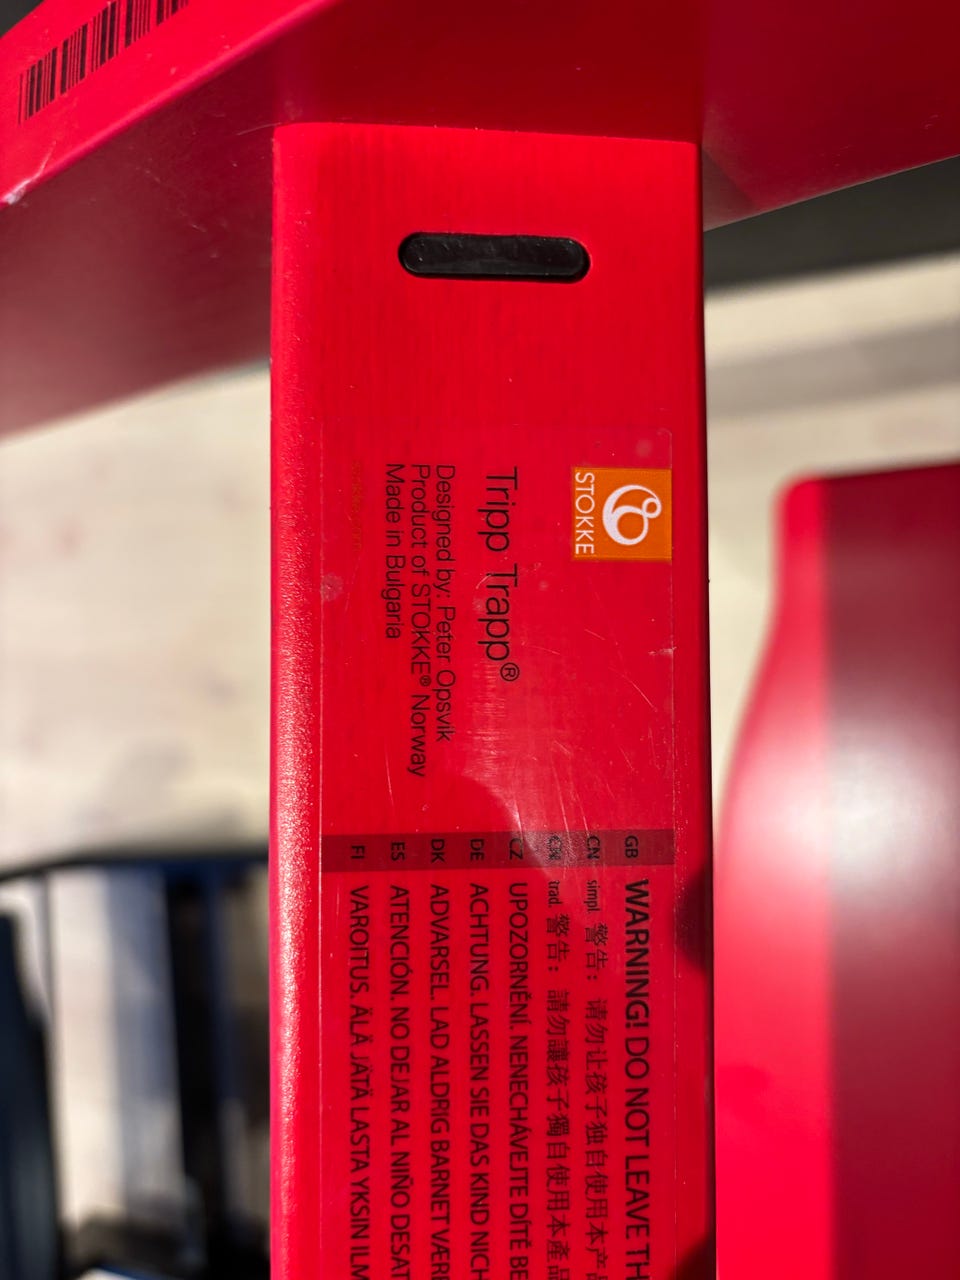 STOKKE
Tripp Trapp®
Designed by: Peter Opsvik
Product of STOKKE® Norway
Made in Bulgaria
GB WARNING! DO NOT LEAVE TH
CN simpl. 警告: 请勿让孩子独自使用本产品
CN trad. 警告: 請勿讓孩子獨自使用本產品
CZ UPOZORNĚNÍ. NENECHÁVEJTE DÍTĚ BE
DE ACHTUNG. LASSEN SIE DAS KIND NICH
DK ADVARSEL. LAD ALDRIG BARNET VÆRE
ES ATENCIÓN. NO DEJAR AL NIÑO DESAT
FI VAROITUS. ÄLÄ JÄTÄ LASTA YKSIN ILM